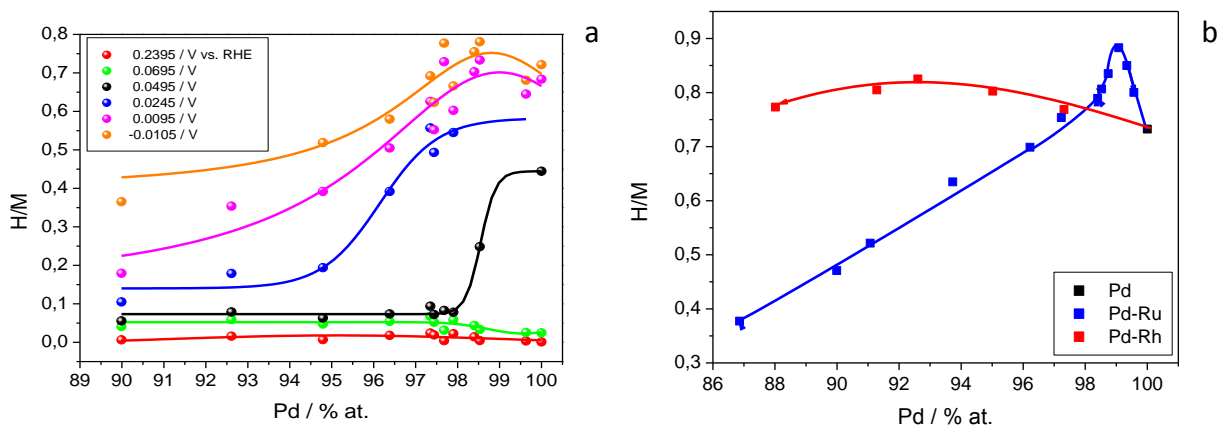 a
0,8
0,7
0,6
0,5
0,4
0,3
0,2
0,1
0,0
H/M
0.2395 / V vs. RHE
0.0695 / V
0.0495 / V
0.0245 / V
0.0095 / V
-0.0105 / V
89 90 91 92 93 94 95 96 97 98 99 100
Pd / % at.
b
0,9
0,8
0,7
0,6
0,5
0,4
0,3
H/M
Pd
Pd-Ru
Pd-Rh
86 88 90 92 94 96 98 100
Pd / % at.